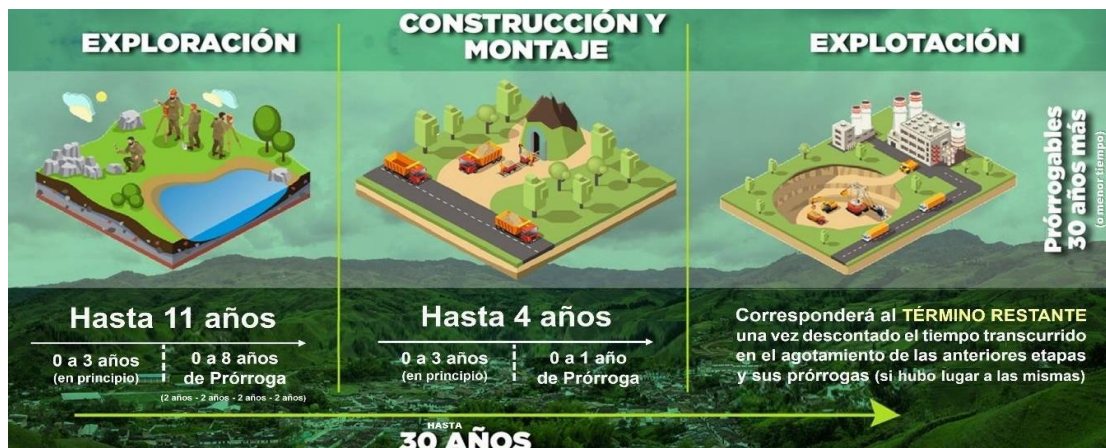 EXPLORACIÓN
CONSTRUCCIÓN Y
MONTAJE
EXPLOTACIÓN
Prórrogables
30 años más
(o menor tiempo)
Hasta 11 años
0 a 3 años
(en principio)
0 a 8 años
de Prórroga
(2 años - 2 años - 2 años - 2 años)
Hasta 4 años
0 a 3 años
(en principio)
0 a 1 año
de Prórroga
Corresponderá al TÉRMINO RESTANTE
una vez descontado el tiempo transcurrido
en el agotamiento de las anteriores etapas
y sus prórrogas (si hubo lugar a las mismas)
HASTA
30 AÑOS